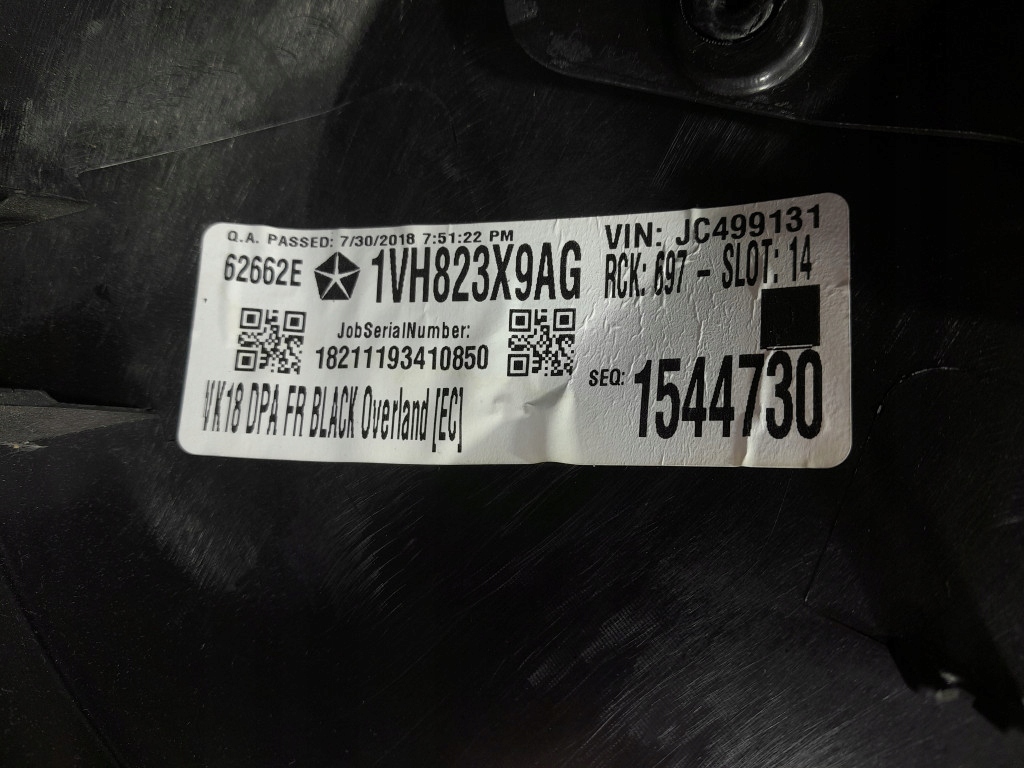 Q.A. PASSED: 7/30/2018 7:51:22 PM
VIN: JC499131
62662E 1VH823X9AG
RCK: 697 - SLOT: 14
JobSerialNumber:
18211193410850
SEQ: 1544730
VK18 DPA FR BLACK Overland [EC]